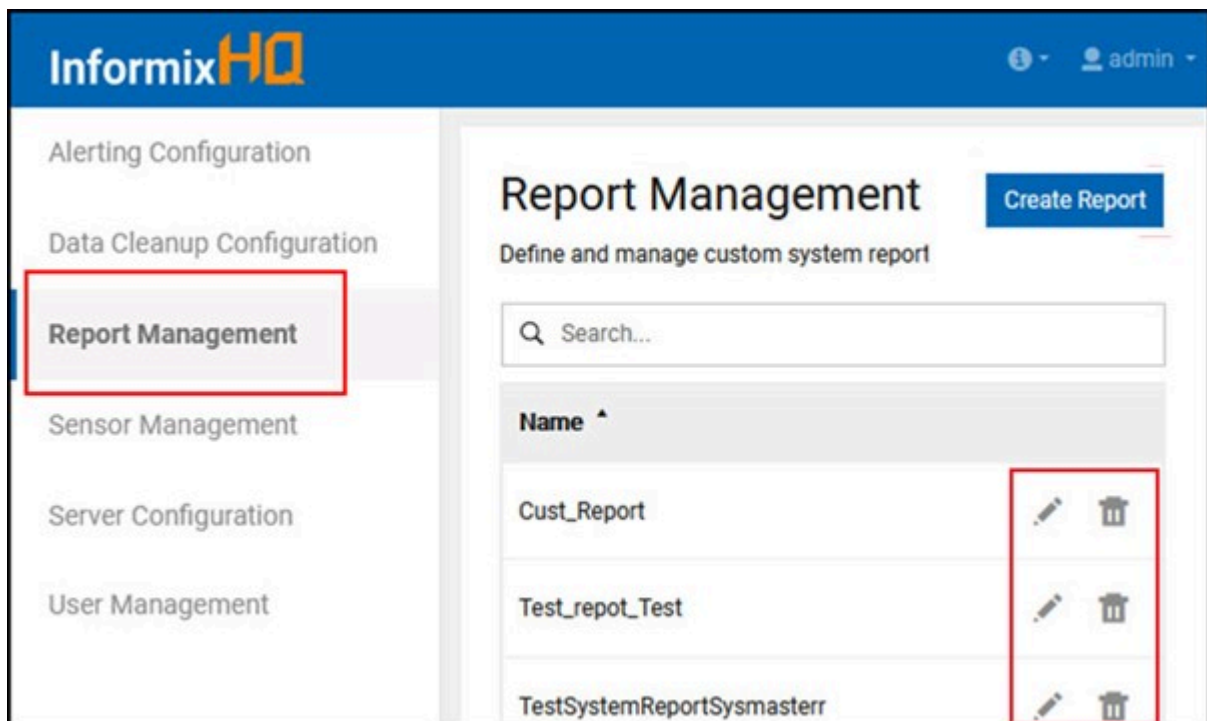 InformixHQ
admin
Alerting Configuration
Data Cleanup Configuration
Report Management
Sensor Management
Server Configuration
User Management
Report Management
Create Report
Define and manage custom system report
Search...
Name
Cust_Report
Test_repot_Test
TestSystemReportSysmasterr